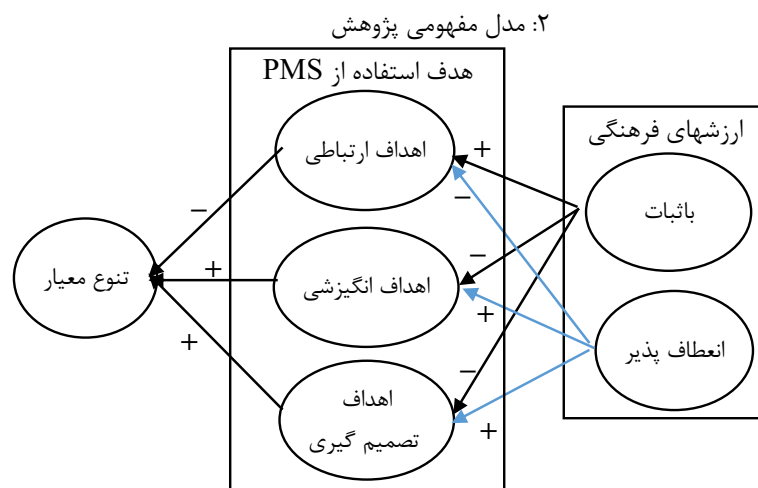 ۲: مدل مفهومی پژوهش
هدف استفاده از PMS
ارزشهای فرهنگی
اهداف ارتباطی
باثبات
اهداف انگیزشی
انعطاف پذیر
اهداف
تصمیم گیری
تنوع معیار
+
−
−
+
−
+
−
+
+